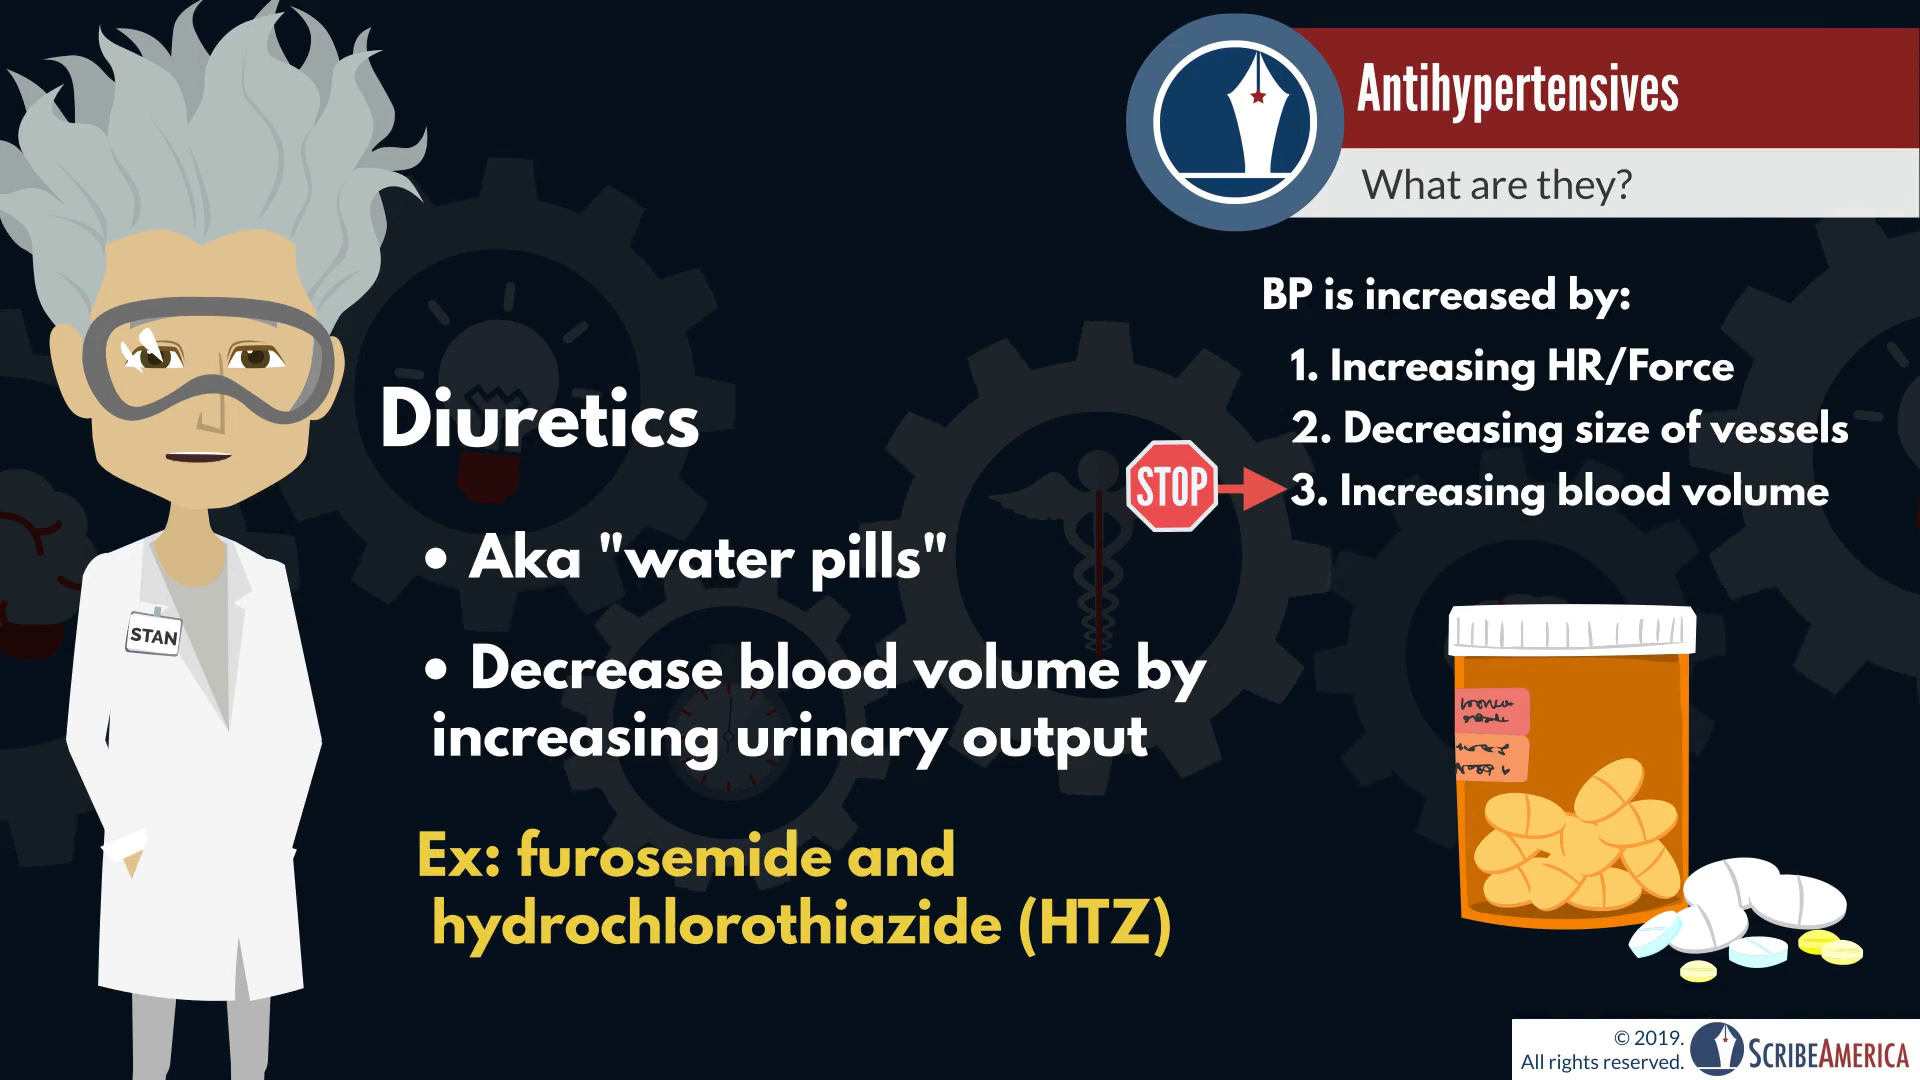 Antihypertensives
What are they?
BP is increased by:
1. Increasing HR/Force
2. Decreasing size of vessels
STOP
3. Increasing blood volume
Diuretics
• Aka "water pills"
• Decrease blood volume by
increasing urinary output
Ex: furosemide and
hydrochlorothiazide (HTZ)
STAN
© 2019.
All rights reserved.
SCRIBEAMERICA